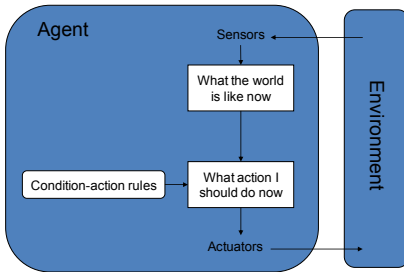 Agent
Sensors
What the world
is like now
Environment
Condition-action rules
What action I
should do now
Actuators